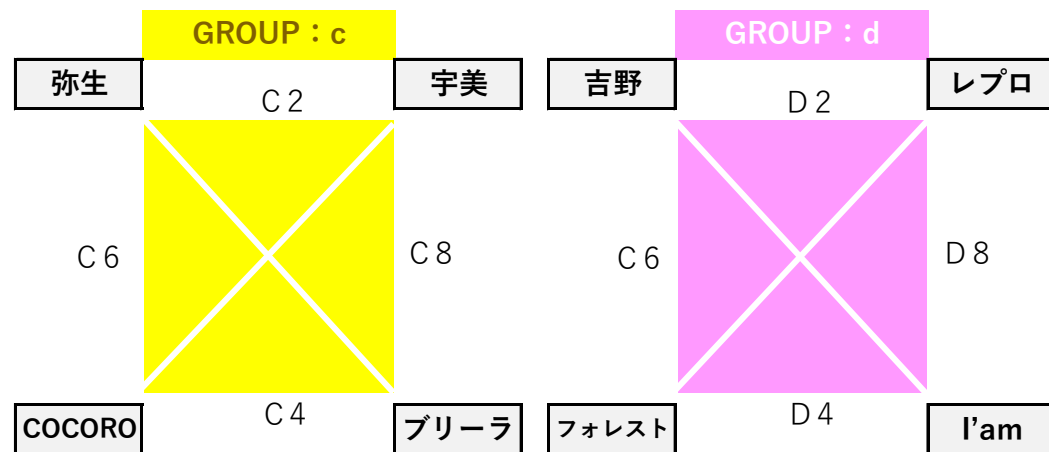 GROUP：c
弥生
宇美
C2
C6
C8
COCORO
C4
ブリーラ
GROUP：d
吉野
レプロ
D2
C6
D8
フォレスト
D4
I’am